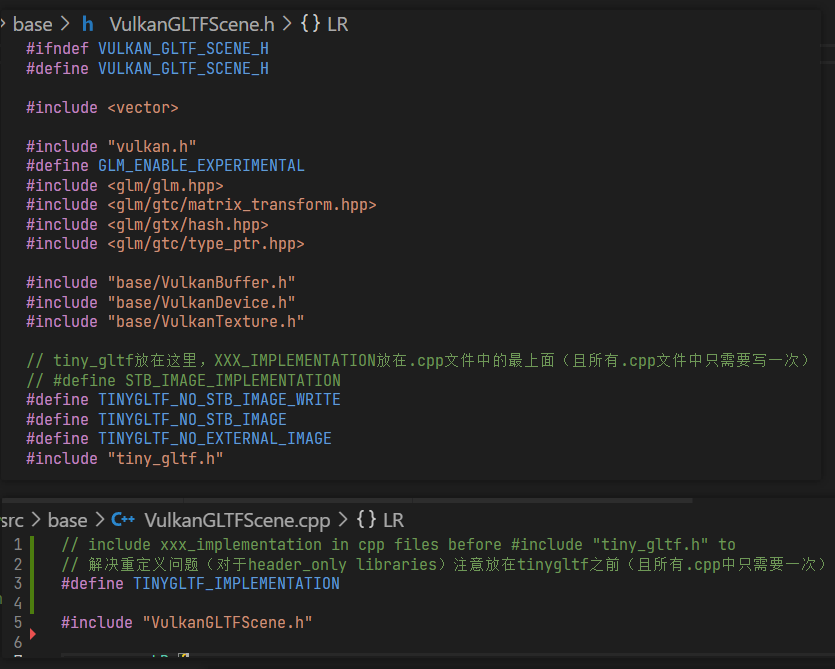 base > h VulkanGLTFScene.h > {} LR
#ifndef VULKAN_GLTF_SCENE_H
#define VULKAN_GLTF_SCENE_H
#include <vector>
#include "vulkan.h"
#define GLM_ENABLE_EXPERIMENTAL
#include <glm/glm.hpp>
#include <glm/gtc/matrix_transform.hpp>
#include <glm/gtx/hash.hpp>
#include <glm/gtc/type_ptr.hpp>
#include "base/VulkanBuffer.h"
#include "base/VulkanDevice.h"
#include "base/VulkanTexture.h"
// tiny_gltf放在这里，XXX_IMPLEMENTATION放在.cpp文件中的最上面（且所有.cpp文件中只需要写一次）
// #define STB_IMAGE_IMPLEMENTATION
#define TINYGLTF_NO_STB_IMAGE_WRITE
#define TINYGLTF_NO_STB_IMAGE
#define TINYGLTF_NO_EXTERNAL_IMAGE
#include "tiny_gltf.h"
src > base > C++ VulkanGLTFScene.cpp > {} LR
1 // include xxx_implementation in cpp files before #include "tiny_gltf.h" to
2 // 解决重定义问题（对于header_only libraries）注意放在tinygltf之前（且所有.cpp中只需要一次）
3 #define TINYGLTF_IMPLEMENTATION
4
5 #include "VulkanGLTFScene.h"
6